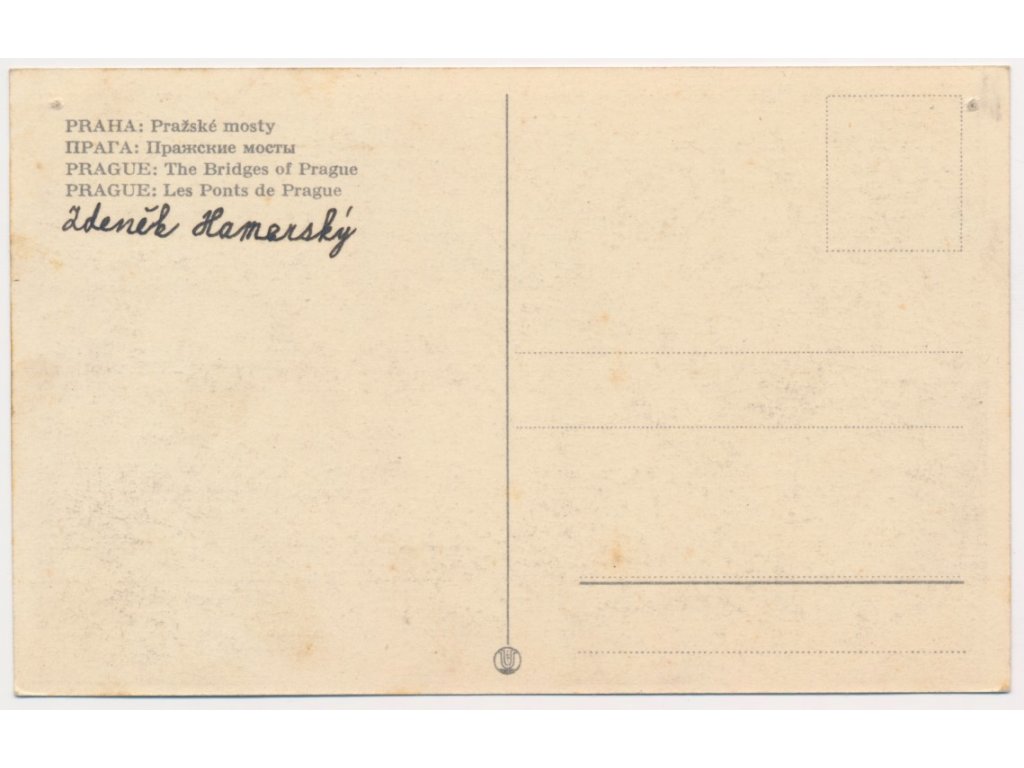 PRAHA: Pražské mosty
ПРАГА: Пражские мосты
PRAGUE: The Bridges of Prague
PRAGUE: Les Ponts de Prague
Zdeněk Hamerský